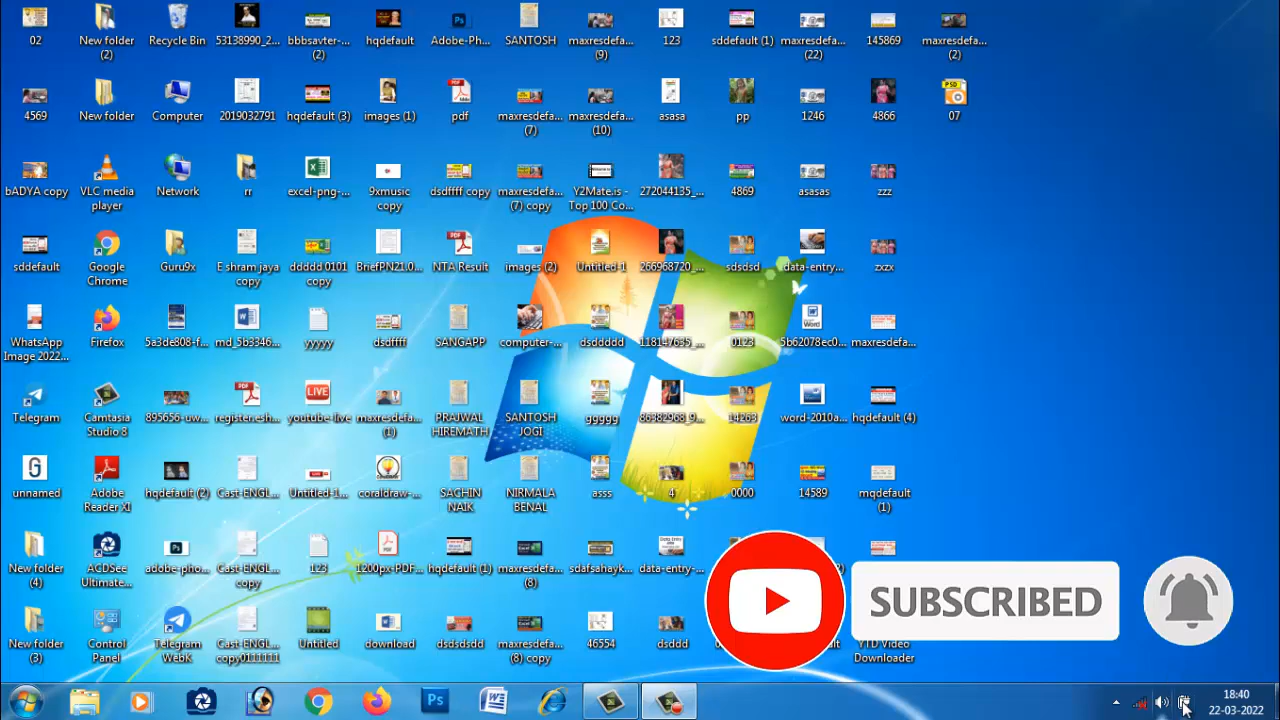 02
New folder (2)
Recycle Bin
53138990_2...
bbbsavter-... (2)
hqdefault
Adobe-Ph...
SANTOSH
maxresdefa... (9)
123
sddefault (1)
maxresdefa... (22)
145869
maxresdefa... (2)
4569
New folder
Computer
2019032791
hqdefault (3)
images (1)
pdf
maxresdefa... (7)
maxresdefa... (10)
asasa
pp
1246
4866
07
bADYA copy
VLC media player
Network
rr
excel-png-...
9xmusic copy
dsdffff copy
maxresdefa... (7) copy
Y2Mate.is - Top 100 Co...
272044135_...
4869
asasas
zzz
sddefault
Google Chrome
Guru9x
E shram jaya copy
ddddd 0101 copy
BriefPN21.0...
NTA Result
images (2)
Untitled-1
266968720_...
sdsdsd
data-entry...
zxzx
WhatsApp Image 2022...
Firefox
5a3de808-f...
md_5b3346...
yyyyy
dsdffff
SANGAPP
computer-...
dsddddd
118147635_...
0123
5b62078ec0...
maxresdefa...
Telegram
Camtasia Studio 8
895656-uw...
register.esh...
youtube-live
maxresdefa... (1)
PRAJWAL HIREMATH
SANTOSH JOGI
ggggg
14263
word-2010a...
hqdefault (4)
unnamed
Adobe Reader XI
hqdefault (2)
Cast-ENGL...
Untitled-1...
coraldraw-...
SACHIN NAIK
NIRMALA BENAL
asss
4
0000
14589
mqdefault (1)
New folder (4)
ACDSee Ultimate...
adobe-pho...
Cast-ENGL... copy
123
1200px-PDF...
hqdefault (1)
maxresdefa... (8)
sdafsahayk...
data-entry-...
New folder (3)
Control Panel
Telegram WebK
Cast-ENGL... copy0111111
Untitled
download
dsdsdsdd
maxresdefa... (8) copy
46554
dsddd
YTD Video Downloader
SUBSCRIBED
18:40
22-03-2022